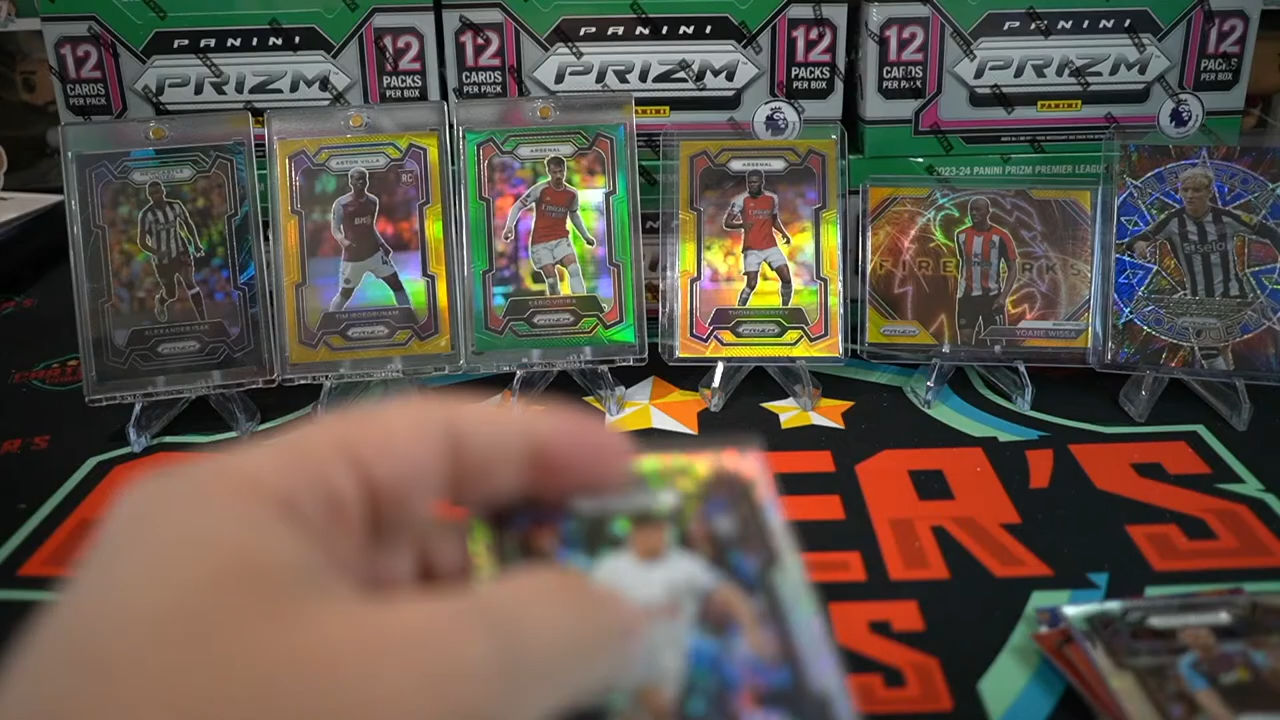 PANINI
PRIZM
12
CARDS
PER PACK
12
PACKS
PER BOX
PANINI
PRIZM
12
CARDS
PER PACK
12
PACKS
PER BOX
PANINI
PANINI
PRIZM
12
CARDS
PER PACK
12
PACKS
PER BOX
PANINI
2023-24 PANINI PRIZM PREMIER LEAGUE
ALEXANDER ISAK
PRIZM
ASTON VILLA
RC
TIM IROEGBUNAM
PRIZM
ARSENAL
FABIO VIEIRA
PRIZM
ARSENAL
THOMAS PARTEY
PRIZM
FIREWORKS
PRIZM
YOANE WISSA
selo
ER'S
S